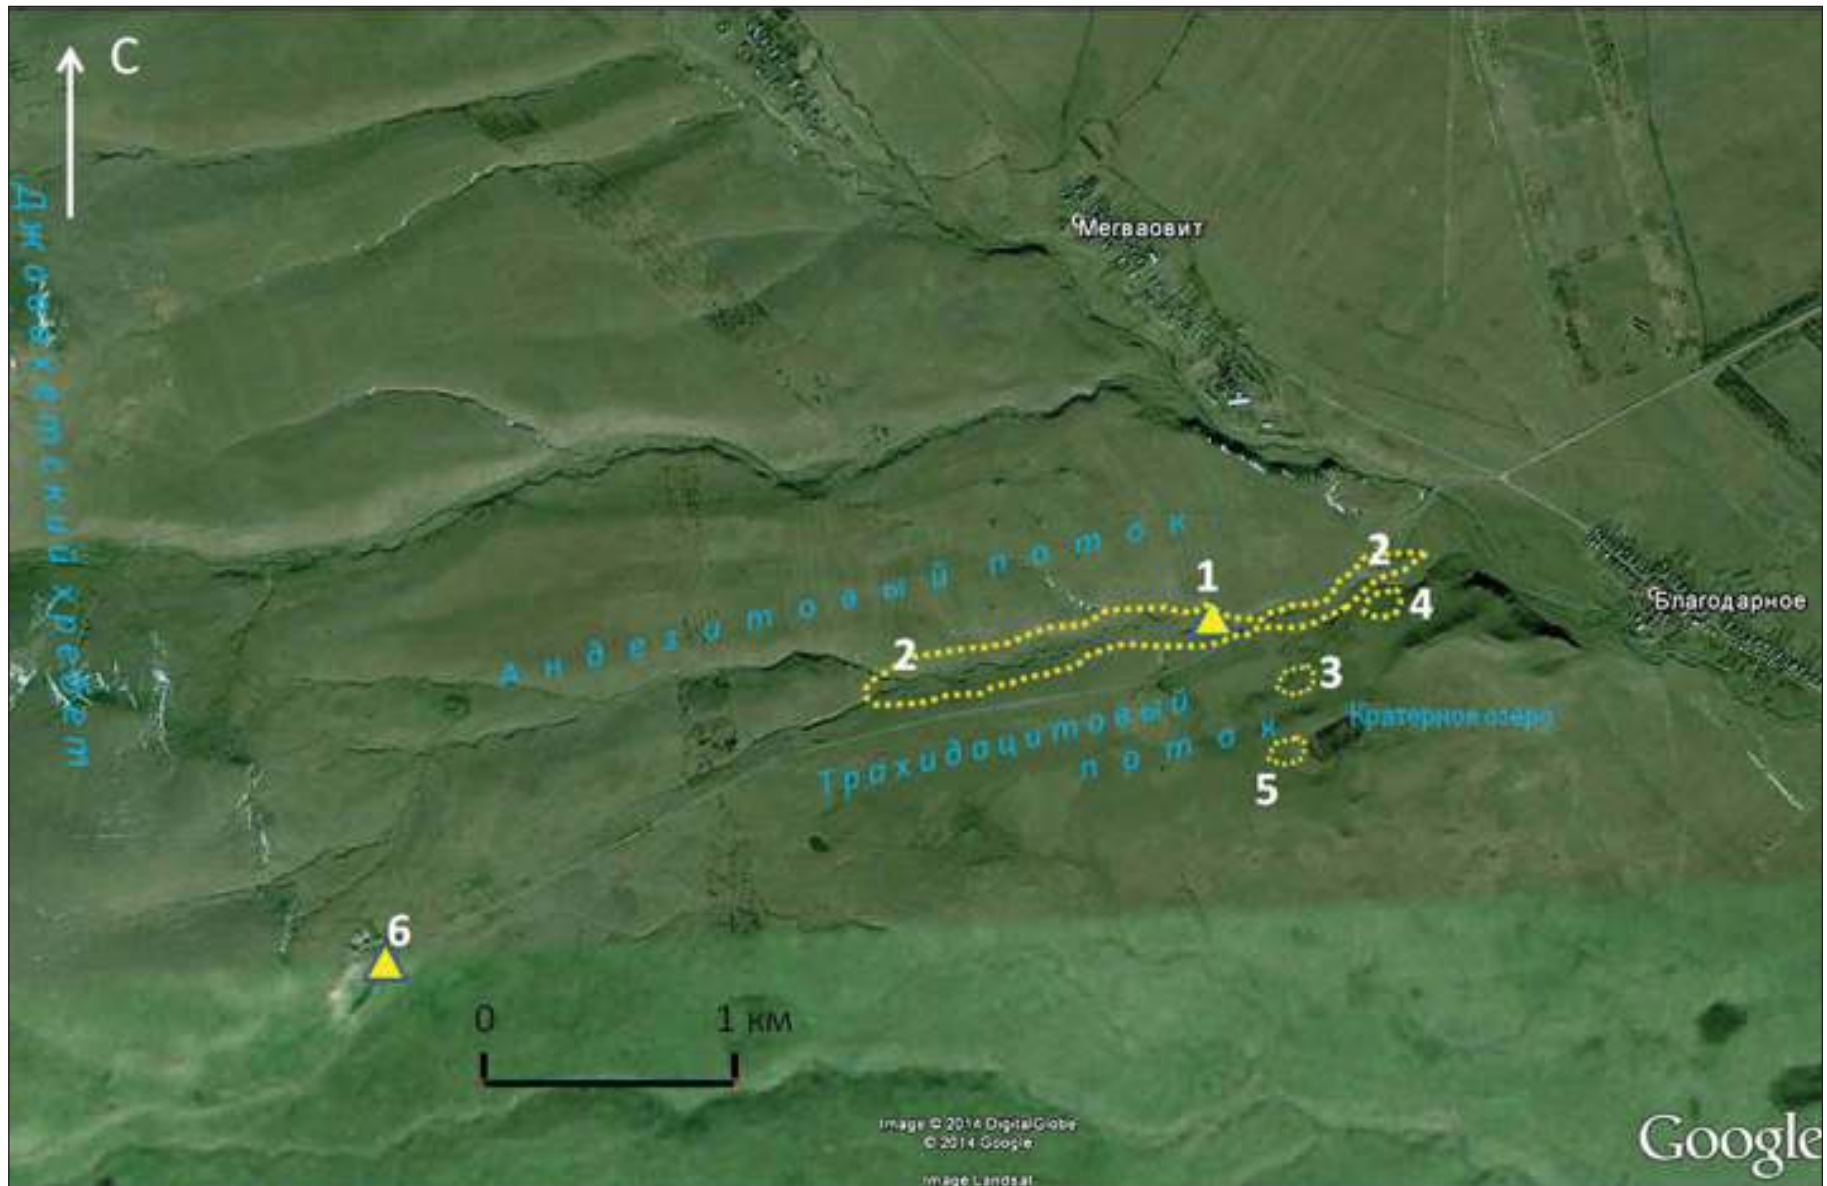 С
Мегваовит
Джавахетский хребет
Андезитовый поток
1
2
2
4
Благодарное
3
Трахидацитовый
поток
Кратерное озеро
5
6
0 1 км
Image © 2014 DigitalGlobe
© 2014 Google
Image Landsat
Google